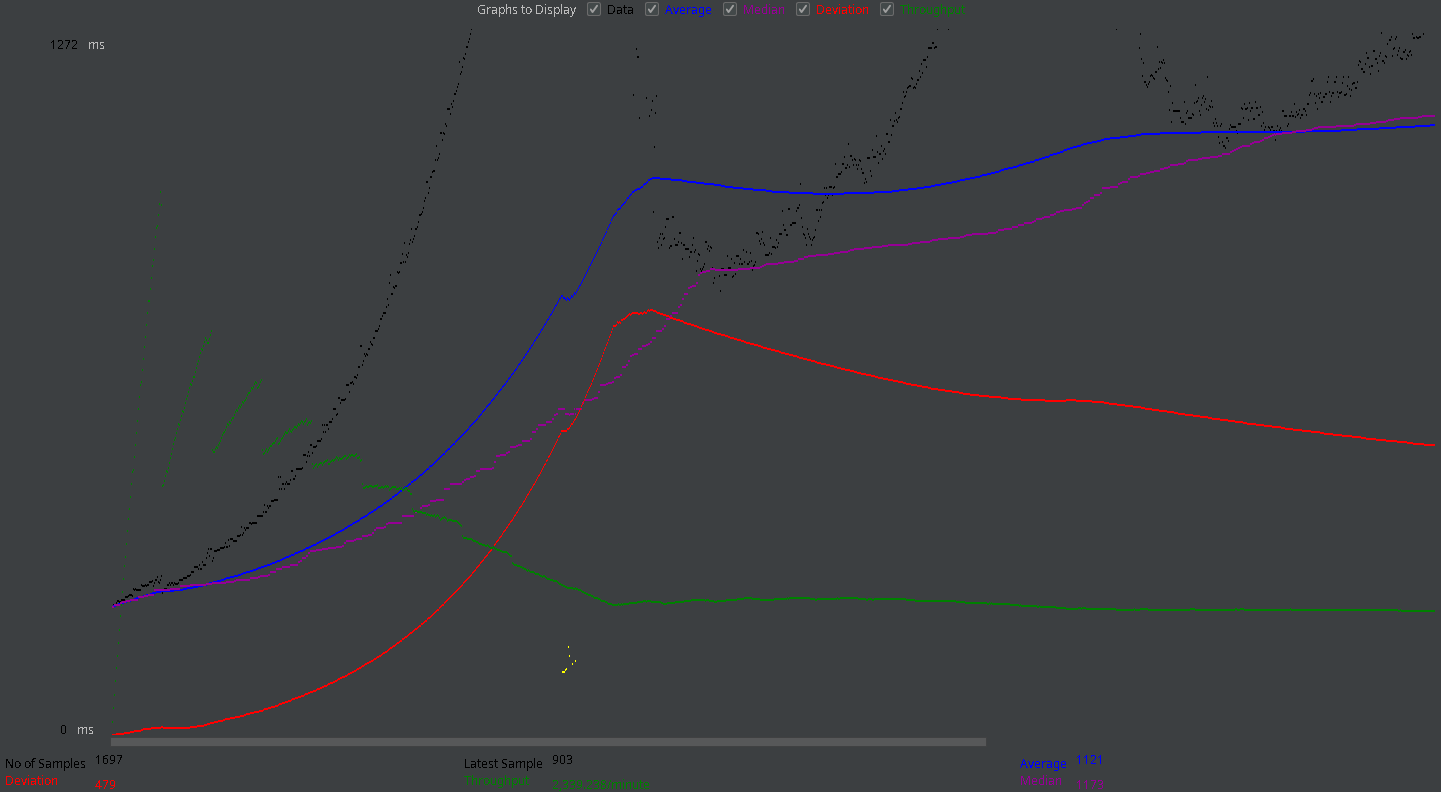 Graphs to Display Data Average Median Deviation Throughput
1272 ms
0 ms
No of Samples 1697 Latest Sample 903 Average 1121
Deviation 479 Throughput